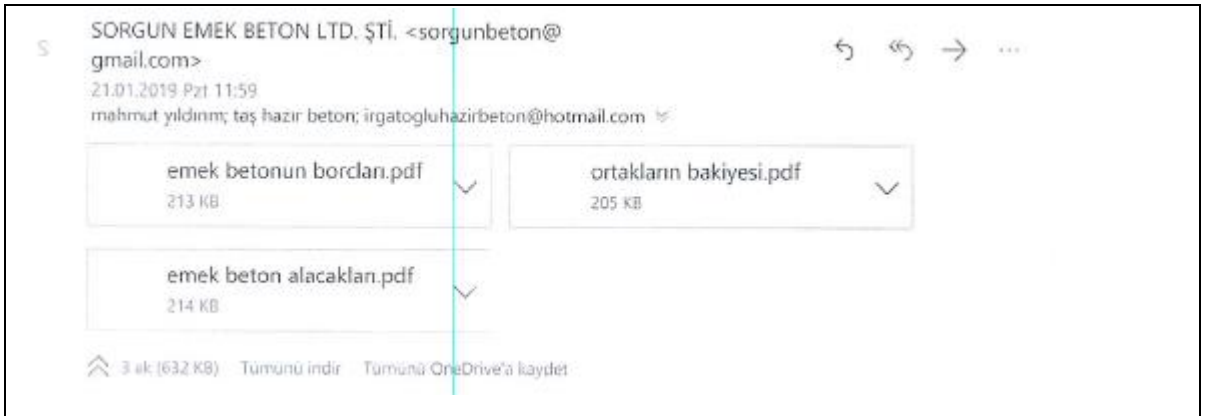 S
SORGUN EMEK BETON LTD. ŞTİ. <sorgunbeton@
gmail.com>
21.01.2019 Pzt 11:59
mahmut yıldırım; taş hazır beton; irgatogluhazirbeton@hotmail.com
emek betonun borcları.pdf
213 KB
ortakların bakiyesi.pdf
205 KB
emek beton alacakları.pdf
214 KB
3 ek (632 KB) Tümünü indir Tümünü OneDrive'a kaydet